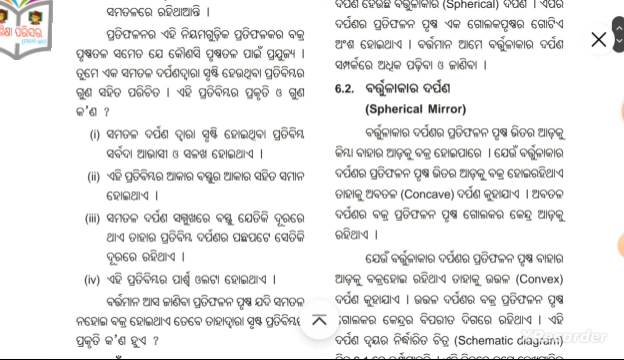 ସମତଳରେ ରହିଥାଆନ୍ତି ।
ପ୍ରତିଫଳନର ଏହି ନିୟମଗୁଡ଼ିକ ପ୍ରତିଫଳକର ବକ୍ର
ପୃଷ୍ଠତଳ ସମେତ ଯେ କୌଣସି ପୃଷ୍ଠତଳ ପାଇଁ ପ୍ରଯୁଜ୍ୟ ।
ତୁମେ ଏକ ସମତଳ ଦର୍ପଣଦ୍ୱାରା ସୃଷ୍ଟି ହେଉଥିବା ପ୍ରତିବିମ୍ବର
ଗୁଣ ସହିତ ପରିଚିତ । ଏହି ପ୍ରତିବିମ୍ବର ପ୍ରକୃତି ଓ ଗୁଣ
କ'ଣ ?
(i) ସମତଳ ଦର୍ପଣ ଦ୍ୱାରା ସୃଷ୍ଟି ହୋଇଥିବା ପ୍ରତିବିମ୍ବ
ସର୍ବଦା ଆଭାସୀ ଓ ସଳଖ ହୋଇଥାଏ ।
(ii) ଏହି ପ୍ରତିବିମ୍ବର ଆକାର ବସ୍ତୁର ଆକାର ସହିତ ସମାନ
ହୋଇଥାଏ ।
(iii) ସମତଳ ଦର୍ପଣ ସମ୍ମୁଖରେ ବସ୍ତୁ ଯେତିକି ଦୂରରେ
ଥାଏ ତାହାର ପ୍ରତିବିମ୍ବ ଦର୍ପଣର ପଛପଟେ ସେତିକି
ଦୂରରେ ରହିଥାଏ ।
(iv) ଏହି ପ୍ରତିବିମ୍ବର ପାର୍ଶ୍ୱ ଓଲଟା ହୋଇଥାଏ ।
ବର୍ତ୍ତମାନ ଆସ ଜାଣିବା ପ୍ରତିଫଳନ ପୃଷ୍ଠ ଯଦି ସମତଳ
ନହୋଇ ବକ୍ର ହୋଇଥାଏ ତେବେ ତାହାଦ୍ୱାରା ସୃଷ୍ଟ ପ୍ରତିବିମ୍ବର
ପ୍ରକୃତି କ'ଣ ହୁଏ ?
ଦର୍ପଣ ହେଉଛି ବର୍ତ୍ତୁଳାକାର (Spherical) ଦର୍ପଣ । ଏପରି
ଦର୍ପଣର ପ୍ରତିଫଳନ ପୃଷ୍ଠ ଏକ ଗୋଲକପୃଷ୍ଠର ଗୋଟିଏ
ଅଂଶ ହୋଇଥାଏ । ବର୍ତ୍ତମାନ ଆମେ ବର୍ତ୍ତୁଳାକାର ଦର୍ପଣ
ସମ୍ପର୍କରେ ଅଧିକ ପଢ଼ିବା ଓ ଜାଣିବା ।
6.2. ବର୍ତ୍ତୁଳାକାର ଦର୍ପଣ
(Spherical Mirror)
ବର୍ତ୍ତୁଳାକାର ଦର୍ପଣର ପ୍ରତିଫଳନ ପୃଷ୍ଠ ଭିତର ଆଡ଼କୁ
କିମ୍ବା ବାହାର ଆଡ଼କୁ ବକ୍ର ହୋଇପାରେ । ଯେଉଁ ବର୍ତ୍ତୁଳାକାର
ଦର୍ପଣର ପ୍ରତିଫଳନ ପୃଷ୍ଠ ଭିତର ଆଡ଼କୁ ବକ୍ର ହୋଇରହିଥାଏ
ତାହାକୁ ଅବତଳ (Concave) ଦର୍ପଣ କୁହାଯାଏ । ଅବତଳ
ଦର୍ପଣର ବକ୍ର ପ୍ରତିଫଳନ ପୃଷ୍ଠ ଗୋଲକର କେନ୍ଦ୍ର ଆଡ଼କୁ
ରହିଥାଏ ।
ଯେଉଁ ବର୍ତ୍ତୁଳାକାର ଦର୍ପଣର ପ୍ରତିଫଳନ ପୃଷ୍ଠ ବାହାର
ଆଡ଼କୁ ବକ୍ରହୋଇ ରହିଥାଏ ତାହାକୁ ଉତ୍ତଳ (Convex)
ଦର୍ପଣ କୁହାଯାଏ । ଉତ୍ତଳ ଦର୍ପଣର ବକ୍ର ପ୍ରତିଫଳନ ପୃଷ୍ଠ
ଗୋଲକର କେନ୍ଦ୍ରର ବିପରୀତ ଦିଗରେ ରହିଥାଏ । ଏହି
ଦର୍ପଣ ଦ୍ୱୟର ନିର୍ଦ୍ଧାରିତ ଚିତ୍ର (Schematic diagram)
XRecorder